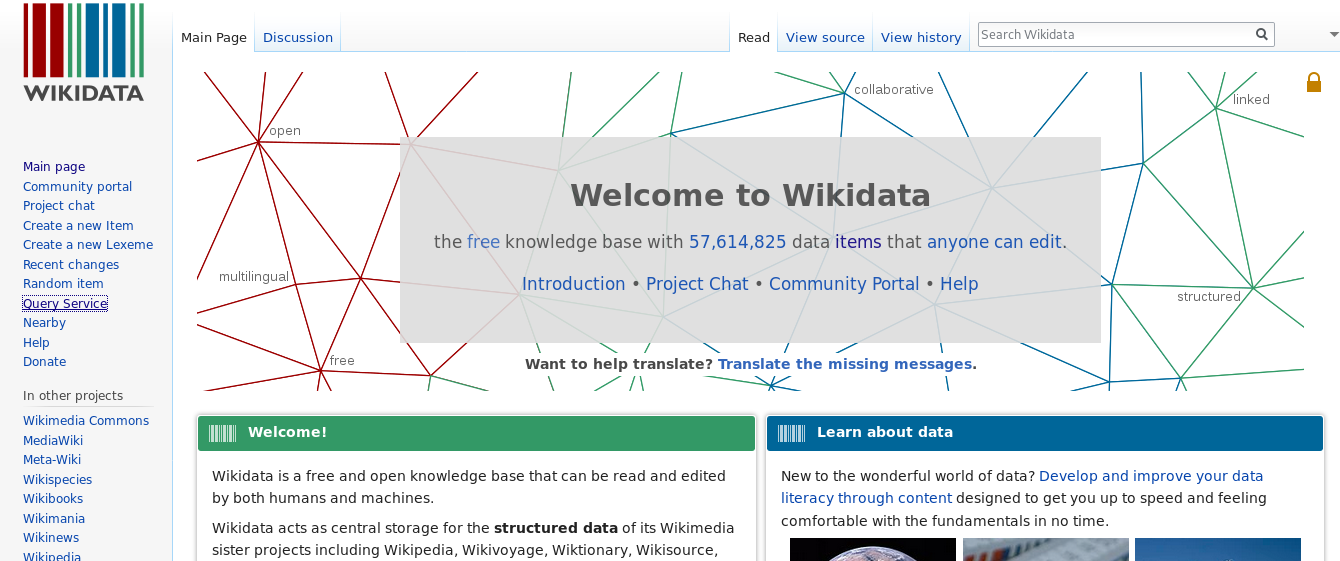 WIKIDATA
Main page
Community portal
Project chat
Create a new Item
Create a new Lexeme
Recent changes
Random item
Query Service
Nearby
Help
Donate
In other projects
Wikimedia Commons
MediaWiki
Meta-Wiki
Wikispecies
Wikibooks
Wikimania
Wikinews
Wikipedia
Main Page Discussion Read View source View history Search Wikidata
collaborative
linked
open
multilingual
structured
free
Welcome to Wikidata
the free knowledge base with 57,614,825 data items that anyone can edit.
Introduction • Project Chat • Community Portal • Help
Want to help translate? Translate the missing messages.
Welcome!
Wikidata is a free and open knowledge base that can be read and edited
by both humans and machines.
Wikidata acts as central storage for the structured data of its Wikimedia
sister projects including Wikipedia, Wikivoyage, Wiktionary, Wikisource,
Learn about data
New to the wonderful world of data? Develop and improve your data
literacy through content designed to get you up to speed and feeling
comfortable with the fundamentals in no time.